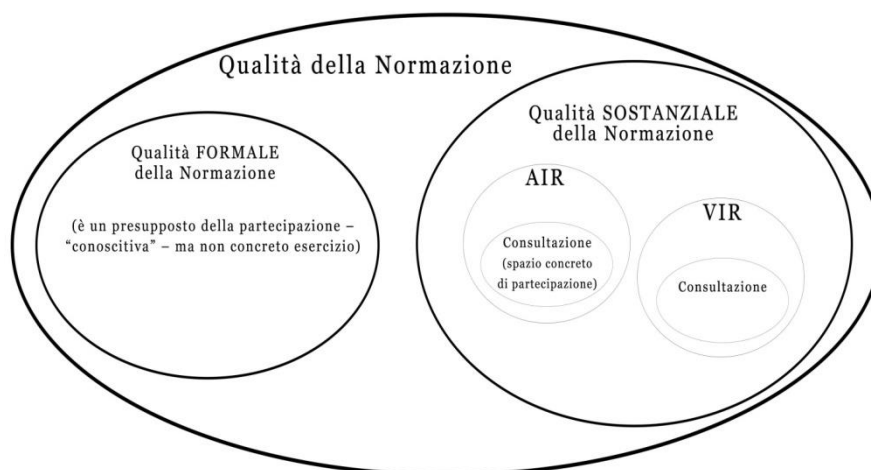 Qualità della Normazione
Qualità FORMALE
della Normazione
(è un presupposto della partecipazione –
“conoscitiva” – ma non concreto esercizio)
Qualità SOSTANZIALE
della Normazione
AIR
Consultazione
(spazio concreto
di partecipazione)
VIR
Consultazione